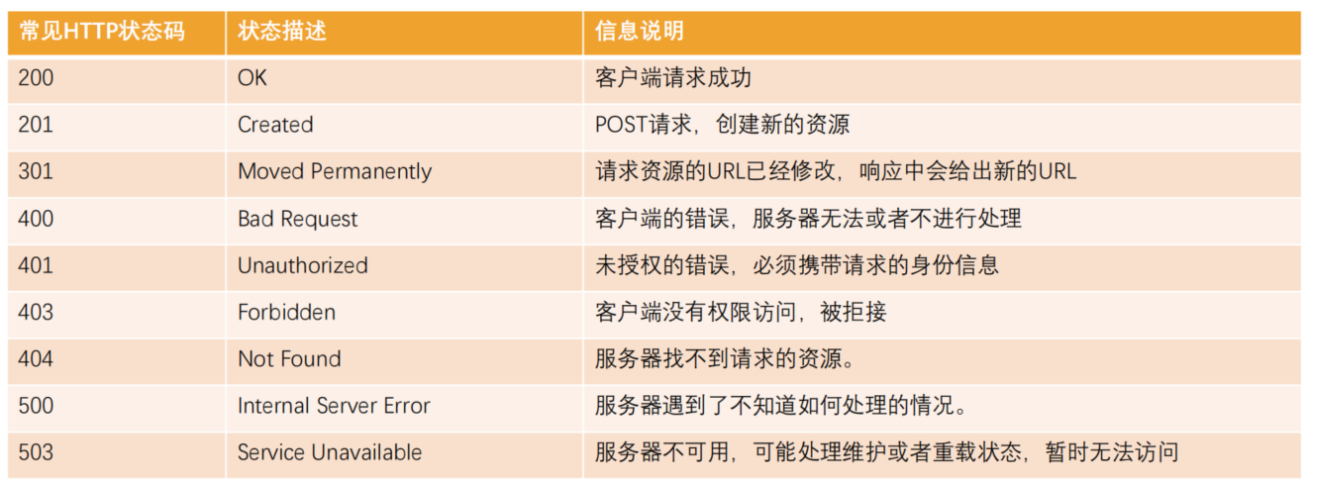 常见HTTP状态码 状态描述 信息说明
200 OK 客户端请求成功
201 Created POST请求，创建新的资源
301 Moved Permanently 请求资源的URL已经修改，响应中会给出新的URL
400 Bad Request 客户端的错误，服务器无法或者不进行处理
401 Unauthorized 未授权的错误，必须携带请求的身份信息
403 Forbidden 客户端没有权限访问，被拒接
404 Not Found 服务器找不到请求的资源。
500 Internal Server Error 服务器遇到了不知道如何处理的情况。
503 Service Unavailable 服务器不可用，可能处理维护或者重载状态，暂时无法访问